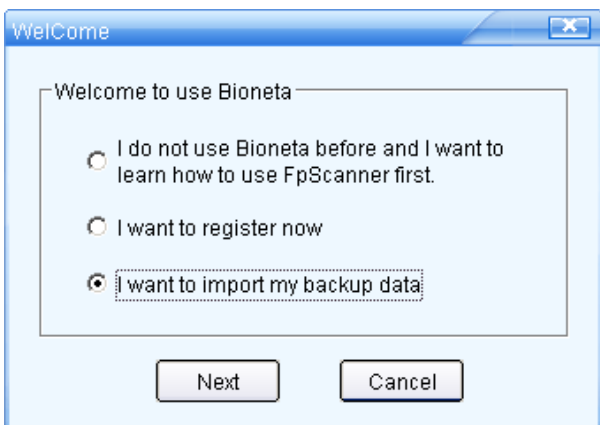 WelCome
Welcome to use Bioneta
I do not use Bioneta before and I want to
learn how to use FpScanner first.
I want to register now
I want to import my backup data
Next
Cancel